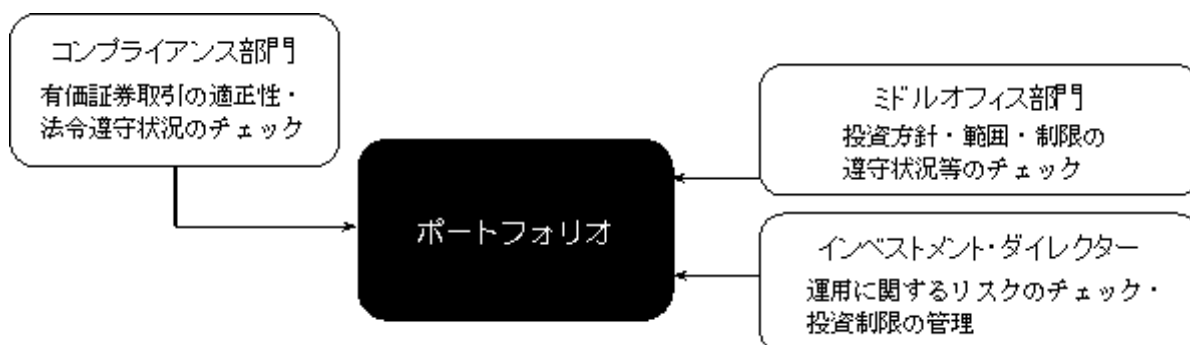 コンプライアンス部門
有価証券取引の適正性・
法令遵守状況のチェック
ミドルオフィス部門
投資方針・範囲・制限の
遵守状況等のチェック
ポートフォリオ
インベストメント・ダイレクター
運用に関するリスクのチェック・
投資制限の管理